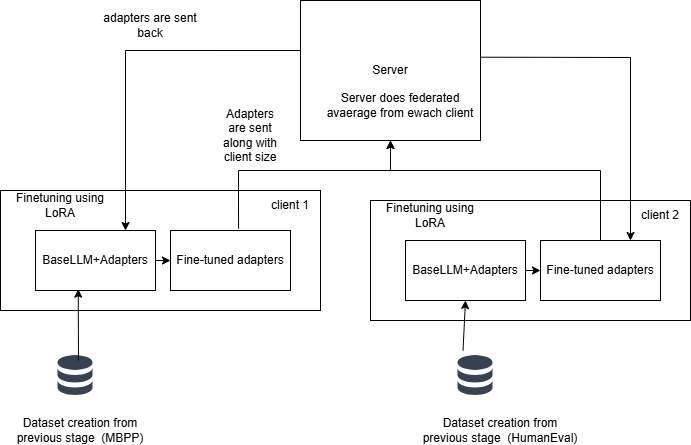 adapters are sent
back
Server
Server does federated
avaerage from ewach client
Adapters
are sent
along with
client size
Finetuning using
LoRA
client 1
BaseLLM+Adapters
Fine-tuned adapters
Finetuning using
LoRA
client 2
BaseLLM+Adapters
Fine-tuned adapters
Dataset creation from
previous stage (MBPP)
Dataset creation from
previous stage (HumanEval)